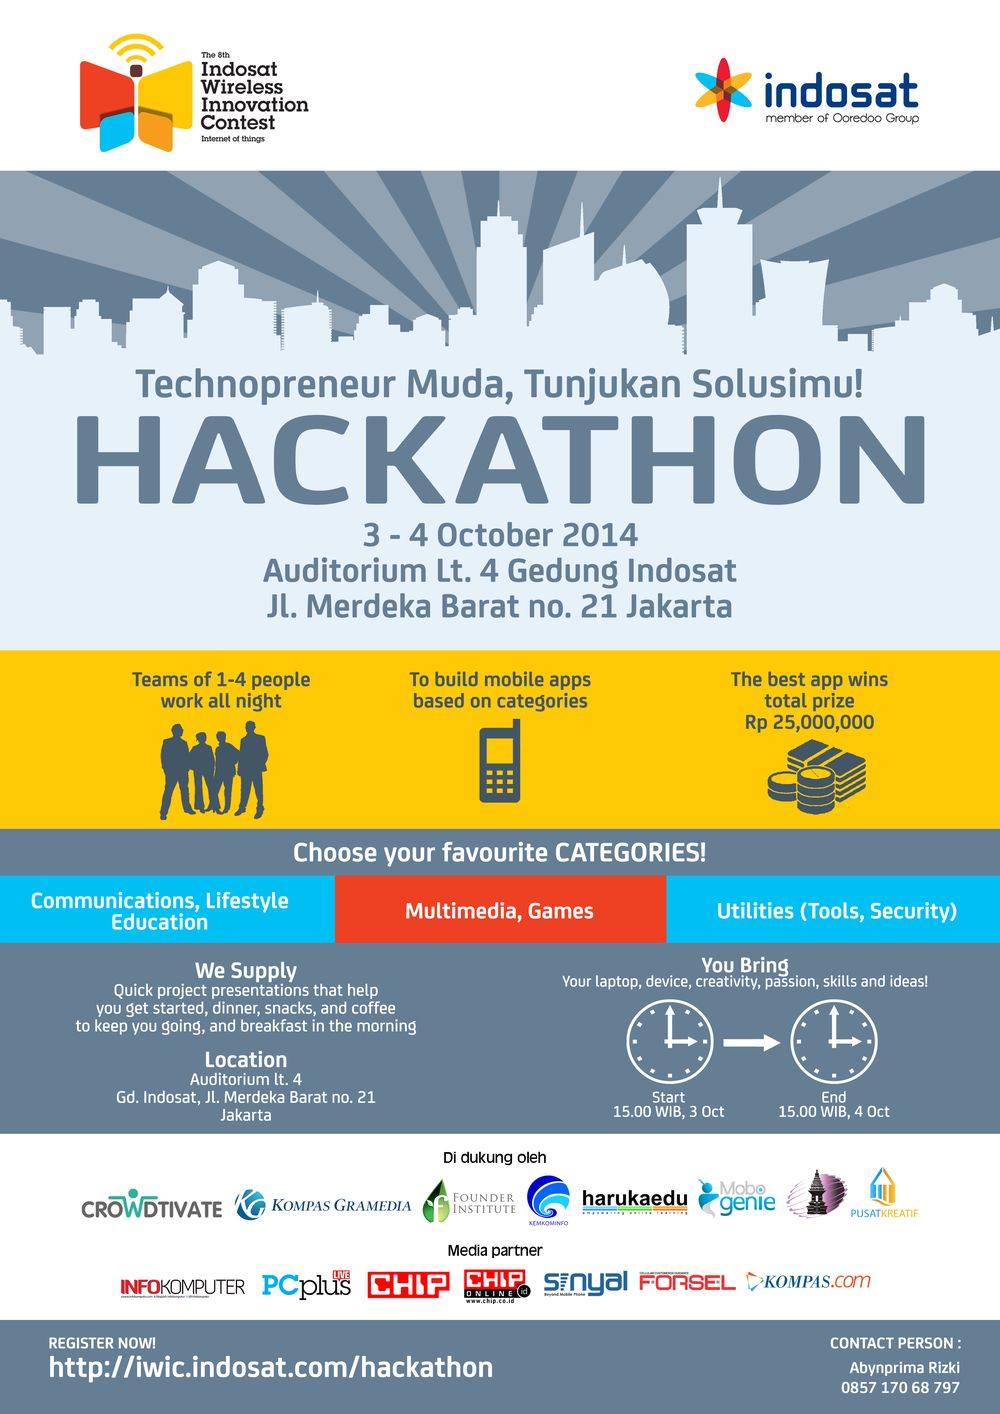 The 8th
Indosat
Wireless
Innovation
Contest
Internet of things
indosat
member of Ooredoo Group
Technopreneur Muda, Tunjukan Solusimu!
HACKATHON
3 - 4 October 2014
Auditorium Lt. 4 Gedung Indosat
Jl. Merdeka Barat no. 21 Jakarta
Teams of 1-4 people
work all night
To build mobile apps
based on categories
The best app wins
total prize
Rp 25,000,000
Choose your favourite CATEGORIES!
Communications, Lifestyle
Education
Multimedia, Games
Utilities (Tools, Security)
We Supply
Quick project presentations that help
you get started, dinner, snacks, and coffee
to keep you going, and breakfast in the morning
Location
Auditorium lt. 4
Gd. Indosat, Jl. Merdeka Barat no. 21
Jakarta
You Bring
Your laptop, device, creativity, passion, skills and ideas!
Start
15.00 WIB, 3 Oct
End
15.00 WIB, 4 Oct
Di dukung oleh
CROWDTIVATE
KG
KOMPAS GRAMEDIA
f
FOUNDER
INSTITUTE
KEMKOMINFO
harukaedu
empowering online learning
Mobo
genie
PUSATKREATIF
Media partner
INFOKOMPUTER
PCplus LIVE
CHIP
CHIP
ONLINE id
www.chip.co.id
sinyal
Beyond Mobile Phone
FORSEL
KOMPAS.com
REGISTER NOW!
http://iwic.indosat.com/hackathon
CONTACT PERSON :
Abynprima Rizki
0857 170 68 797